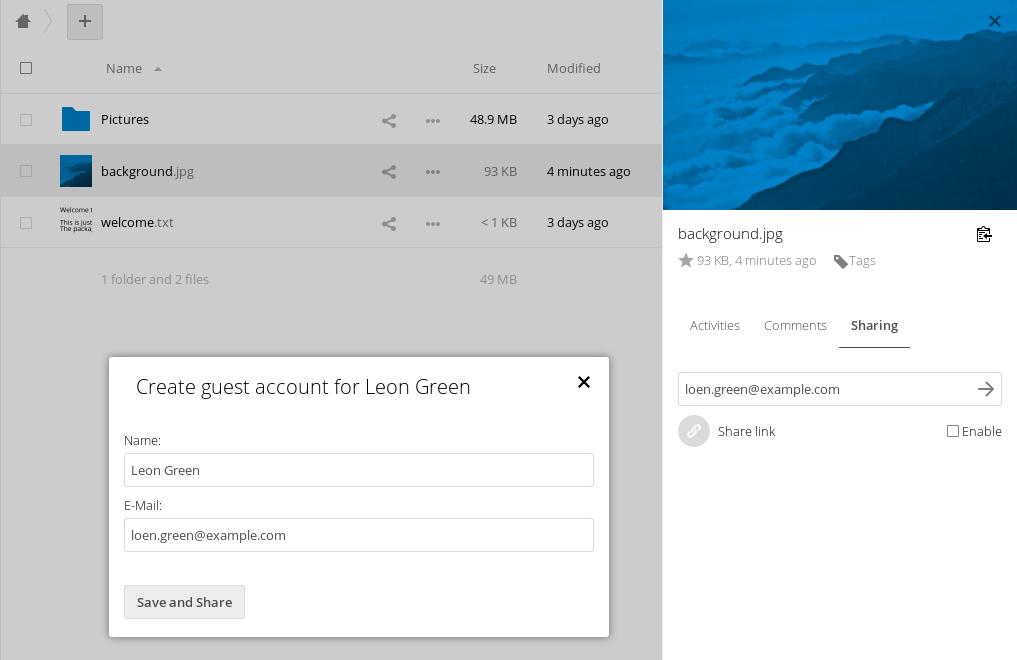 Name Size Modified
Pictures 48.9 MB 3 days ago
background.jpg 93 KB 4 minutes ago
Welcome t
This is just
The packa
welcome.txt < 1 KB 3 days ago
1 folder and 2 files 49 MB
Create guest account for Leon Green
Name:
Leon Green
E-Mail:
loen.green@example.com
Save and Share
background.jpg
93 KB, 4 minutes ago Tags
Activities Comments Sharing
loen.green@example.com
Share link Enable